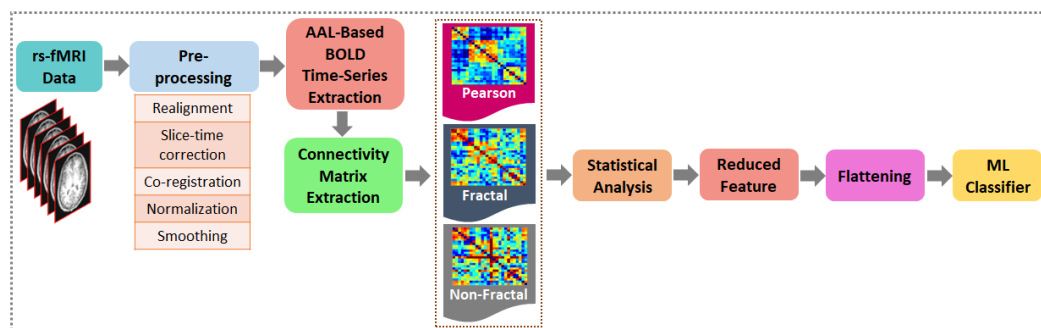 rs-fMRI
Data
Pre-
processing
Realignment
Slice-time
correction
Co-registration
Normalization
Smoothing
AAL-Based
BOLD
Time-Series
Extraction
Connectivity
Matrix
Extraction
Pearson
Fractal
Non-Fractal
Statistical
Analysis
Reduced
Feature
Flattening
ML
Classifier